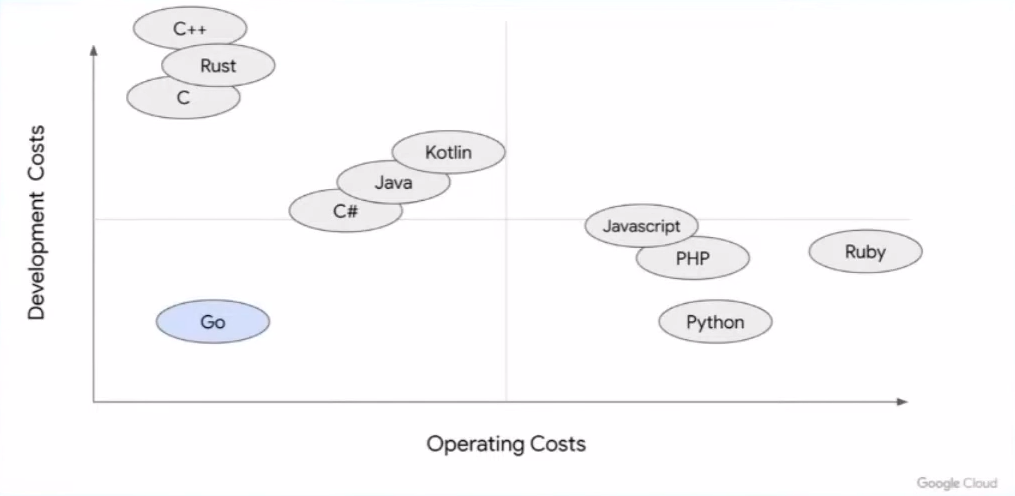 C++
Rust
C
Kotlin
Java
C#
Javascript
PHP
Ruby
Go
Python
Development Costs
Operating Costs
Google Cloud